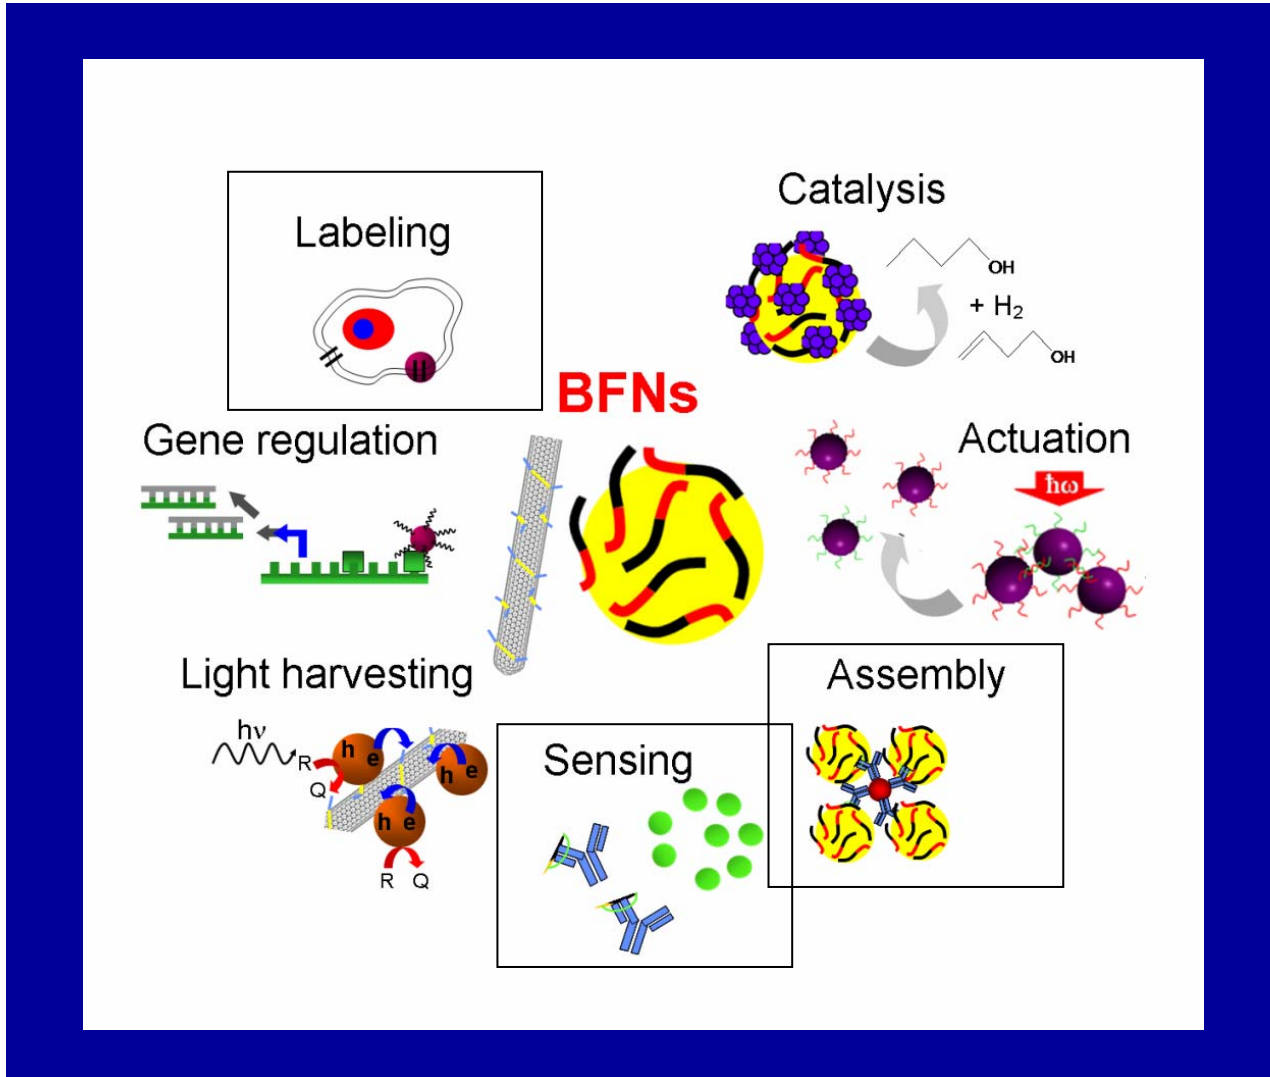 Labeling
Catalysis
OH
+ H₂
OH
BFNs
Gene regulation
Actuation
ħω
Light harvesting
hν
R
Q
h e
h e
h e
R Q
Sensing
Assembly